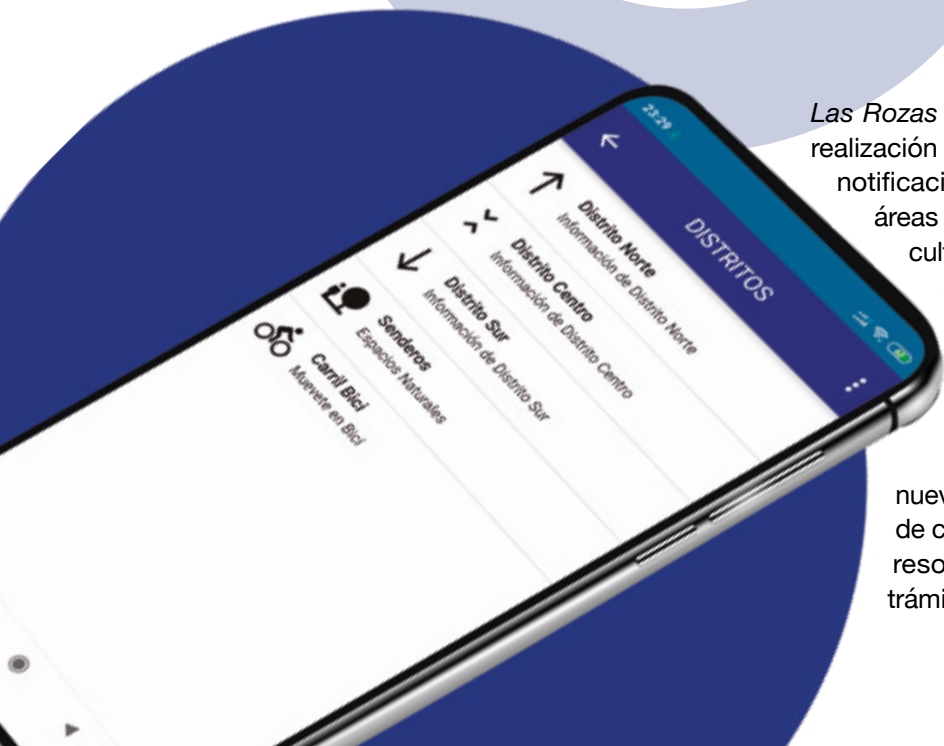 23:29
DISTRITOS
Distrito Norte
Información de Distrito Norte
Distrito Centro
Información de Distrito Centro
Distrito Sur
Información de Distrito Sur
Senderos
Espacios Naturales
Carril Bici
Muevete en Bici
Las Rozas
realización
notificaci
áreas
cult
nuev
de c
reso
trámi